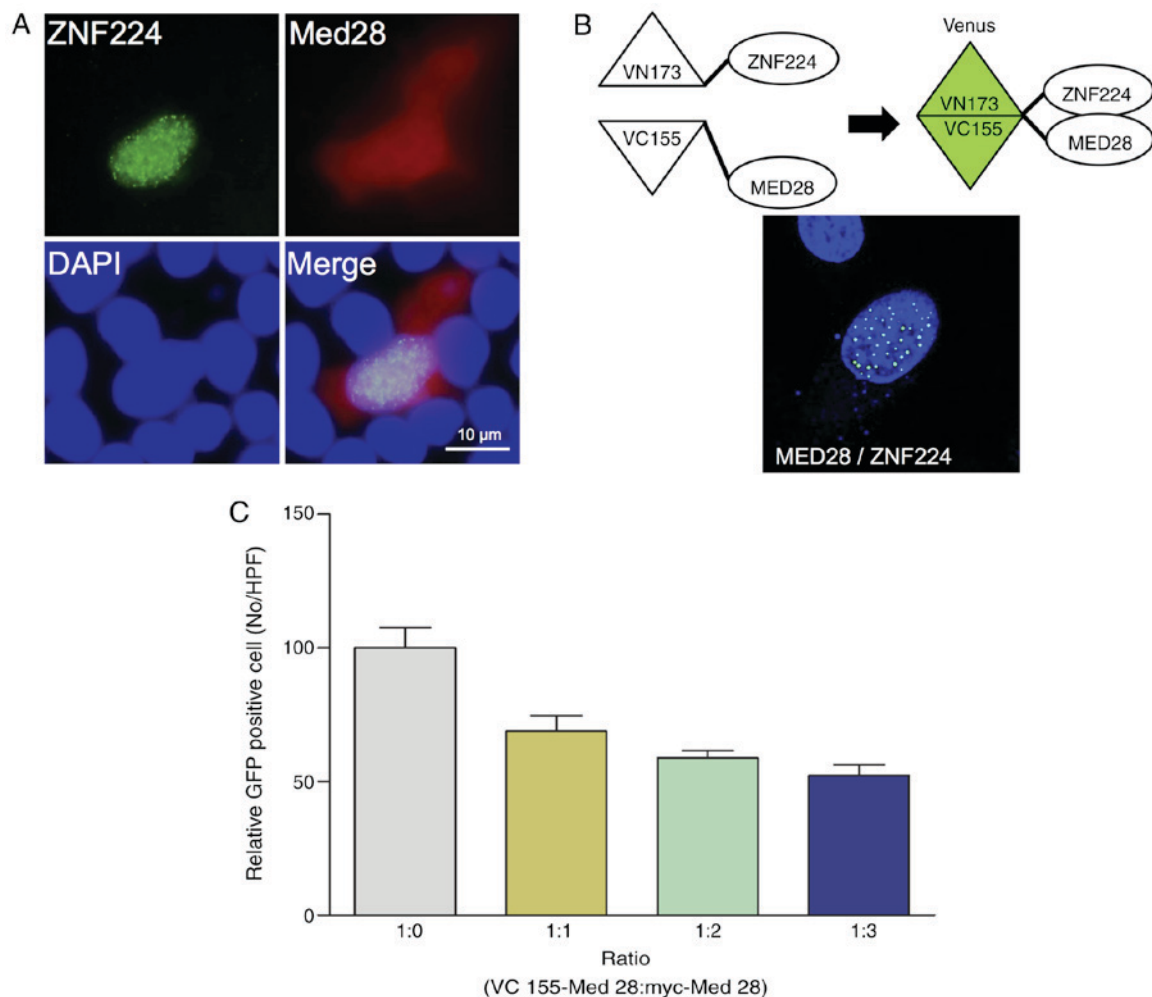 A
ZNF224
Med28
DAPI
Merge
10 µm
B
VN173
ZNF224
VC155
MED28
Venus
VN173
VC155
ZNF224
MED28
MED28 / ZNF224
C
Relative GFP positive cell (No/HPF)
150
100
50
0
1:0
1:1
1:2
1:3
Ratio
(VC 155-Med 28:myc-Med 28)